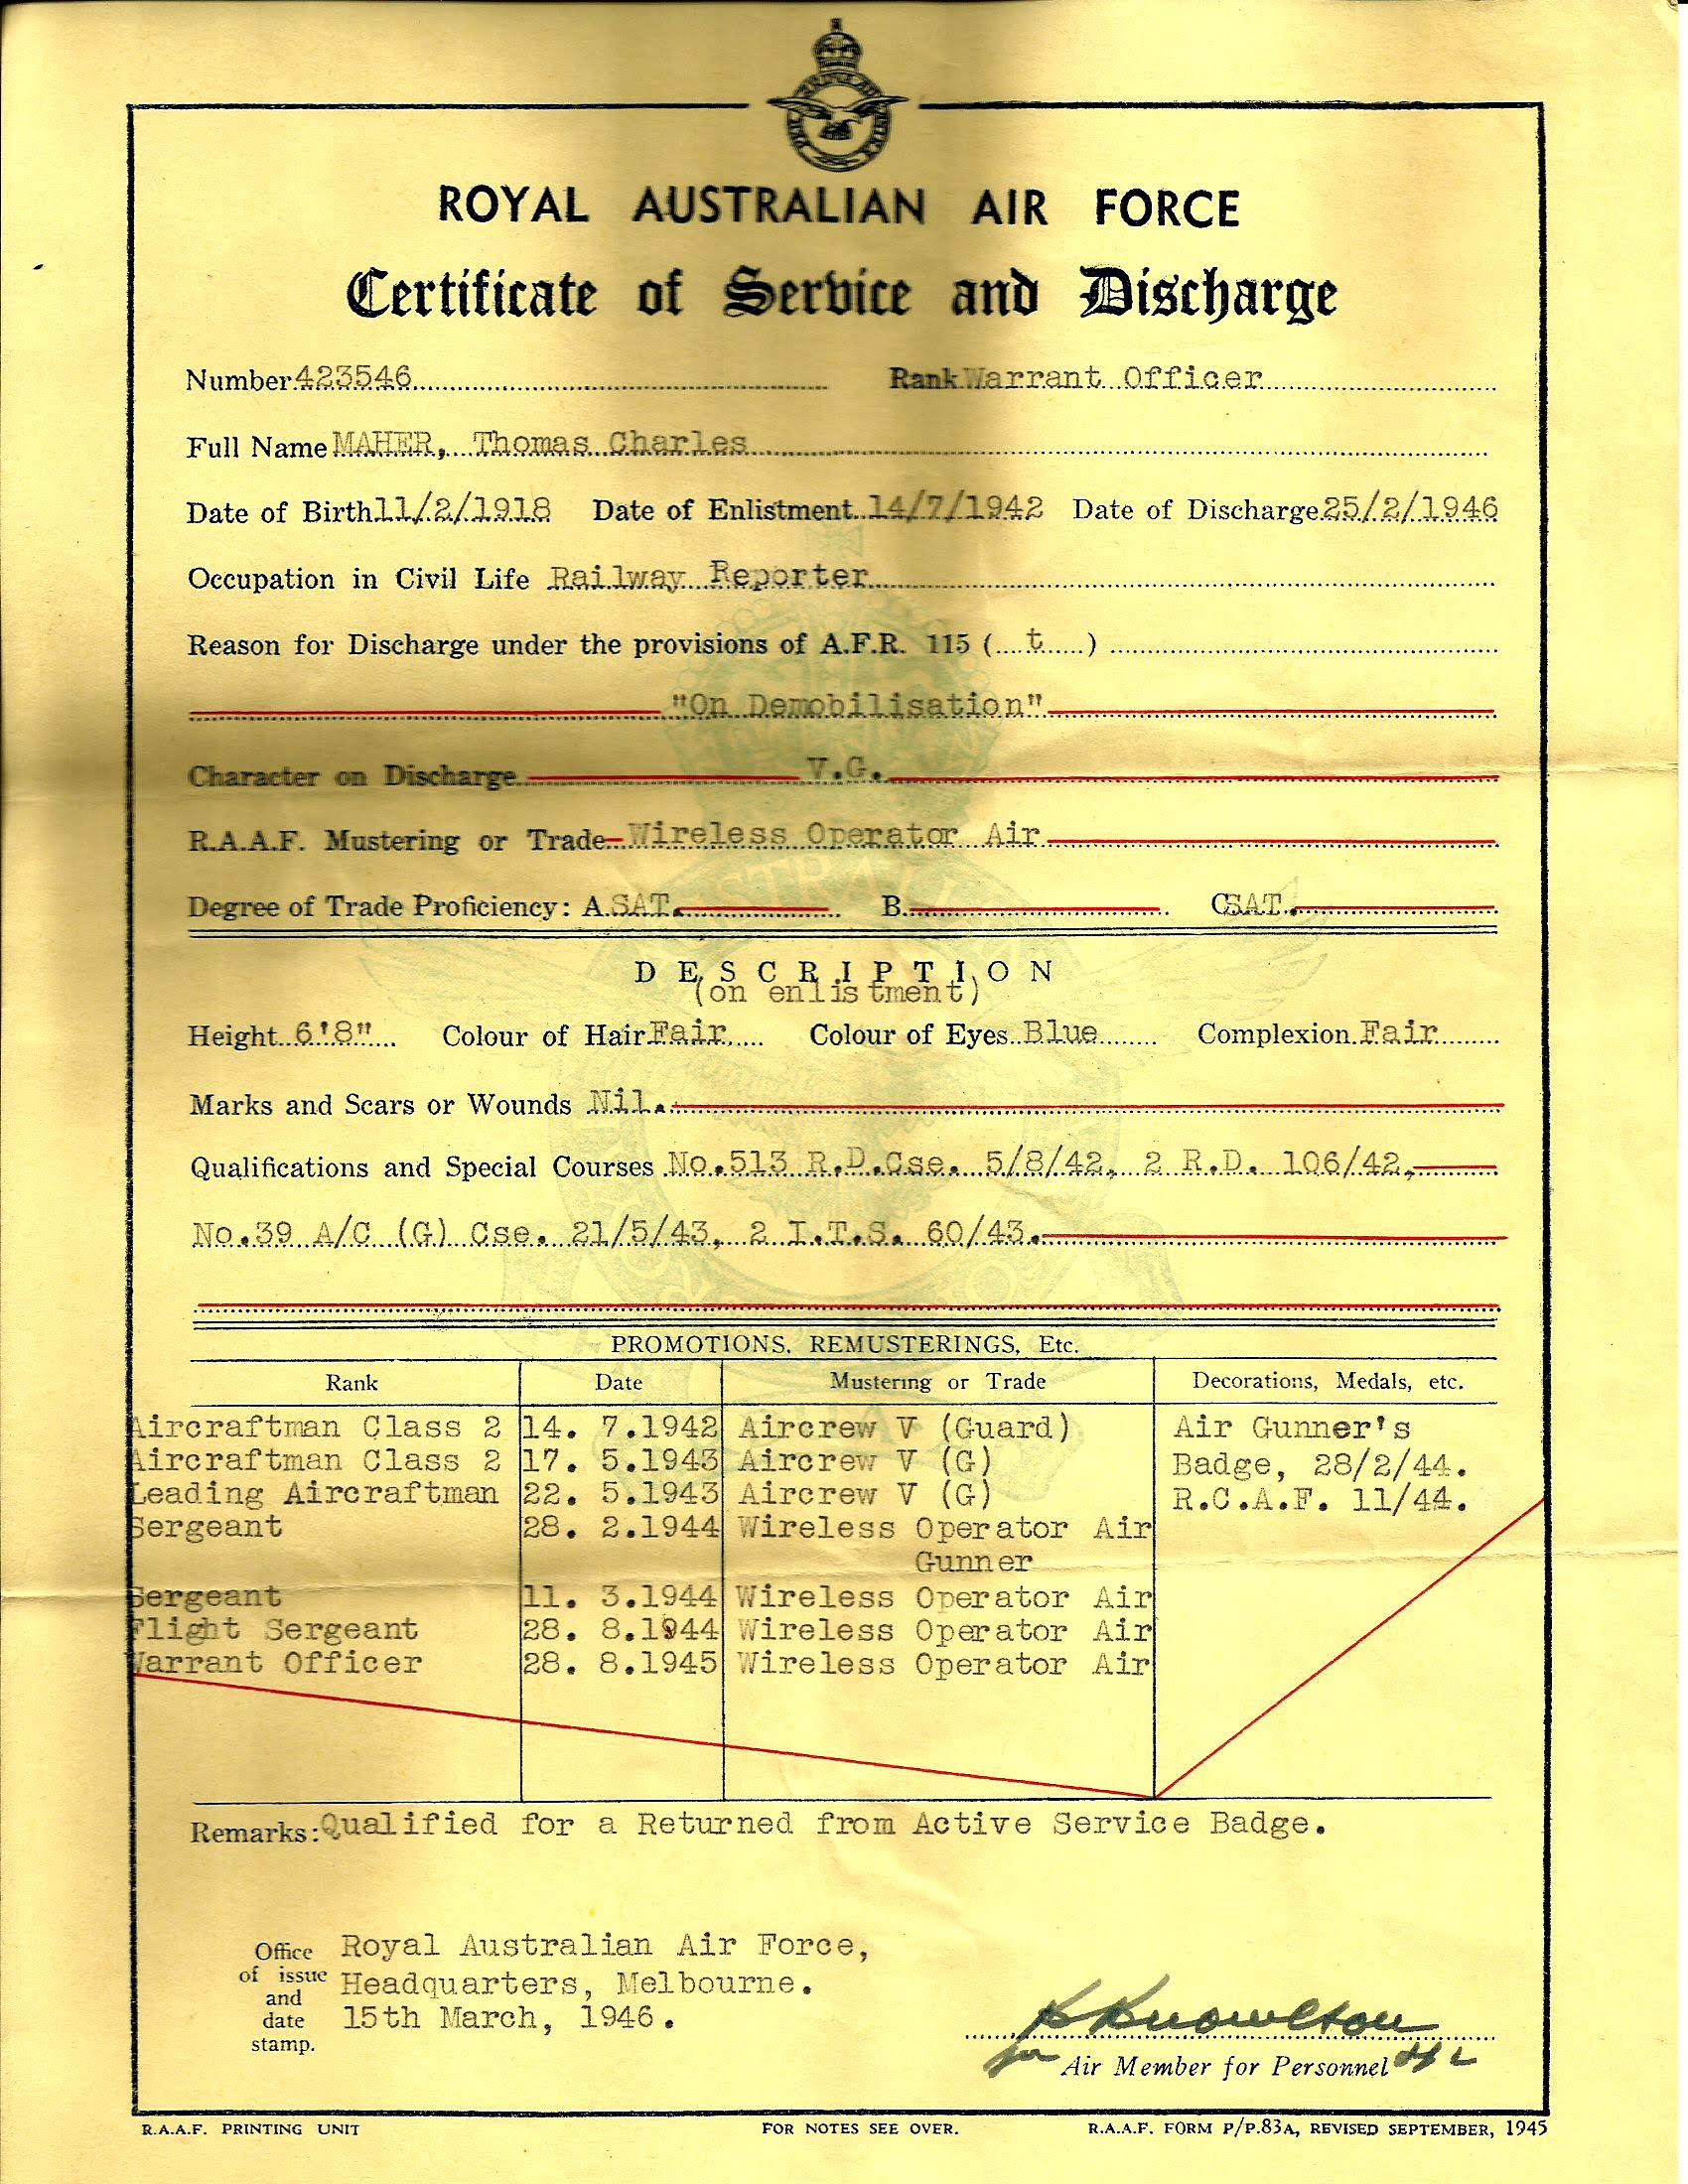 ROYAL AUSTRALIAN AIR FORCE
Certificate of Service and Discharge
Number 423546 Rank Warrant Officer
Full Name MAHER, Thomas Charles
Date of Birth 11/2/1918 Date of Enlistment 14/7/1942 Date of Discharge 25/2/1946
Occupation in Civil Life Railway Reporter
Reason for Discharge under the provisions of A.F.R. 115 ( t )
"On Demobilisation"
Character on Discharge V.G.
R.A.A.F. Mustering or Trade Wireless Operator Air
Degree of Trade Proficiency: A. SAT. B. C SAT.
DESCRIPTION
(on enlistment)
Height 6'8" Colour of Hair Fair Colour of Eyes Blue Complexion Fair
Marks and Scars or Wounds Nil.
Qualifications and Special Courses No.513 R.D.Cse. 5/8/42, 2 R.D. 106/42,
No.39 A/C (G) Cse. 21/5/43, 2 I.T.S. 60/43.
PROMOTIONS, REMUSTERINGS, Etc.
Rank Date Mustering or Trade Decorations, Medals, etc.
Aircraftman Class 2 14. 7.1942 Aircrew V (Guard) Air Gunner's
Aircraftman Class 2 17. 5.1943 Aircrew V (G) Badge, 28/2/44.
Leading Aircraftman 22. 5.1943 Aircrew V (G) R.C.A.F. 11/44.
Sergeant 28. 2.1944 Wireless Operator Air
Gunner
Sergeant 11. 3.1944 Wireless Operator Air
Flight Sergeant 28. 8.1944 Wireless Operator Air
Warrant Officer 28. 8.1945 Wireless Operator Air
Remarks: Qualified for a Returned from Active Service Badge.
Office Royal Australian Air Force,
of issue Headquarters, Melbourne.
and
date 15th March, 1946.
stamp.
K Knowlton
for Air Member for Personnel
R.A.A.F. PRINTING UNIT FOR NOTES SEE OVER. R.A.A.F. FORM P/P.83A, REVISED SEPTEMBER, 1945